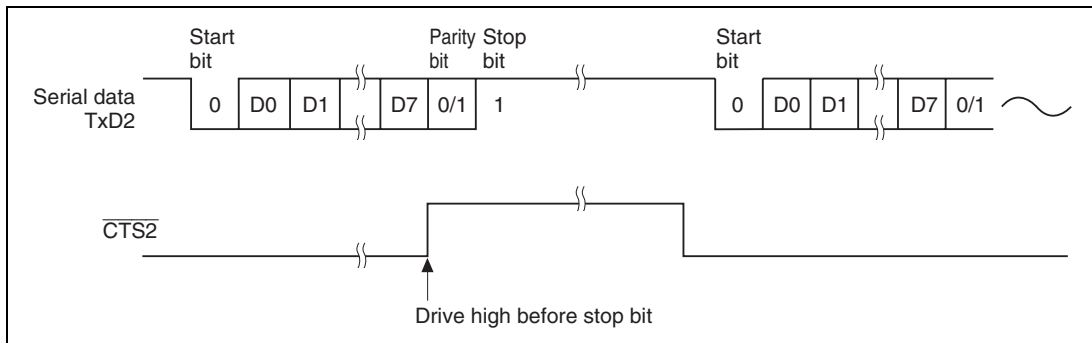 Start
bit
Parity
bit
Stop
bit
Start
bit
Serial data
TxD2
0 D0 D1 D7 0/1 1 0 D0 D1 D7 0/1
CTS2
Drive high before stop bit